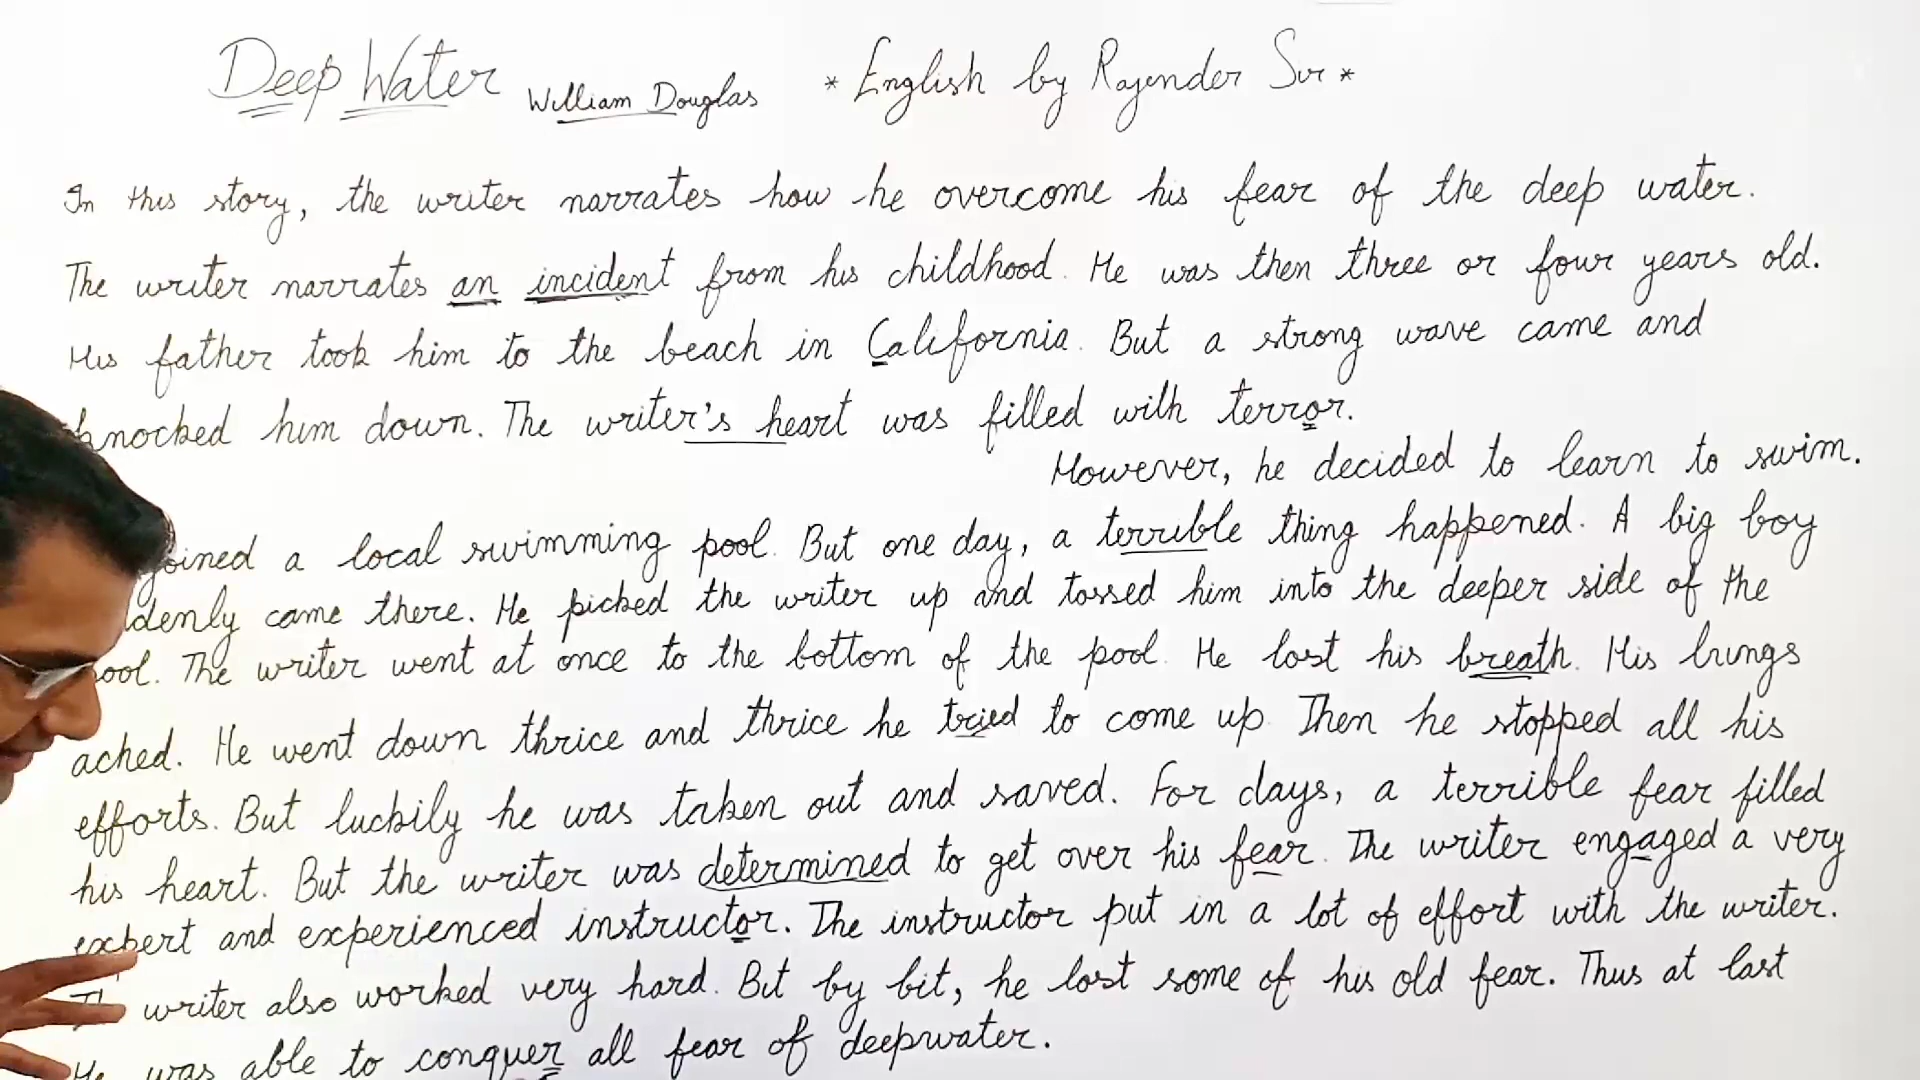 Deep Water William Douglas * English by Rajender Sir *
In this story, the writer narrates how he overcome his fear of the deep water.
The writer narrates an incident from his childhood. He was then three or four years old.
His father took him to the beach in California. But a strong wave came and
knocked him down. The writer's heart was filled with terror.
However, he decided to learn to swim.
joined a local swimming pool. But one day, a terrible thing happened. A big boy
denly came there. He picked the writer up and tossed him into the deeper side of the
ool. The writer went at once to the bottom of the pool. He lost his breath. His lungs
ached. He went down thrice and thrice he tried to come up. Then he stopped all his
efforts. But luckily he was taken out and saved. For days, a terrible fear filled
his heart. But the writer was determined to get over his fear. The writer engaged a very
expert and experienced instructor. The instructor put in a lot of effort with the writer.
The writer also worked very hard. Bit by bit, he lost some of his old fear. Thus at last
He was able to conquer all fear of deepwater.